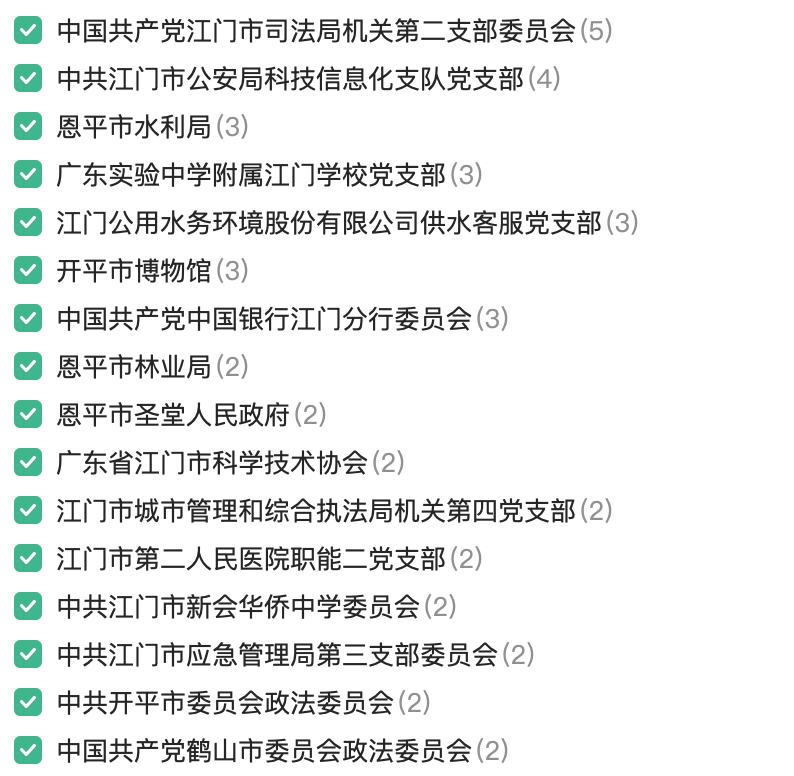 中国共产党江门市司法局机关第二支部委员会(5)
中共江门市公安局科技信息化支队党支部(4)
恩平市水利局(3)
广东实验中学附属江门学校党支部(3)
江门公用水务环境股份有限公司供水客服党支部(3)
开平市博物馆(3)
中国共产党中国银行江门分行委员会(3)
恩平市林业局(2)
恩平市圣堂人民政府(2)
广东省江门市科学技术协会(2)
江门市城市管理和综合执法局机关第四党支部(2)
江门市第二人民医院职能二党支部(2)
中共江门市新会华侨中学委员会(2)
中共江门市应急管理局第三支部委员会(2)
中共开平市委员会政法委员会(2)
中国共产党鹤山市委员会政法委员会(2)